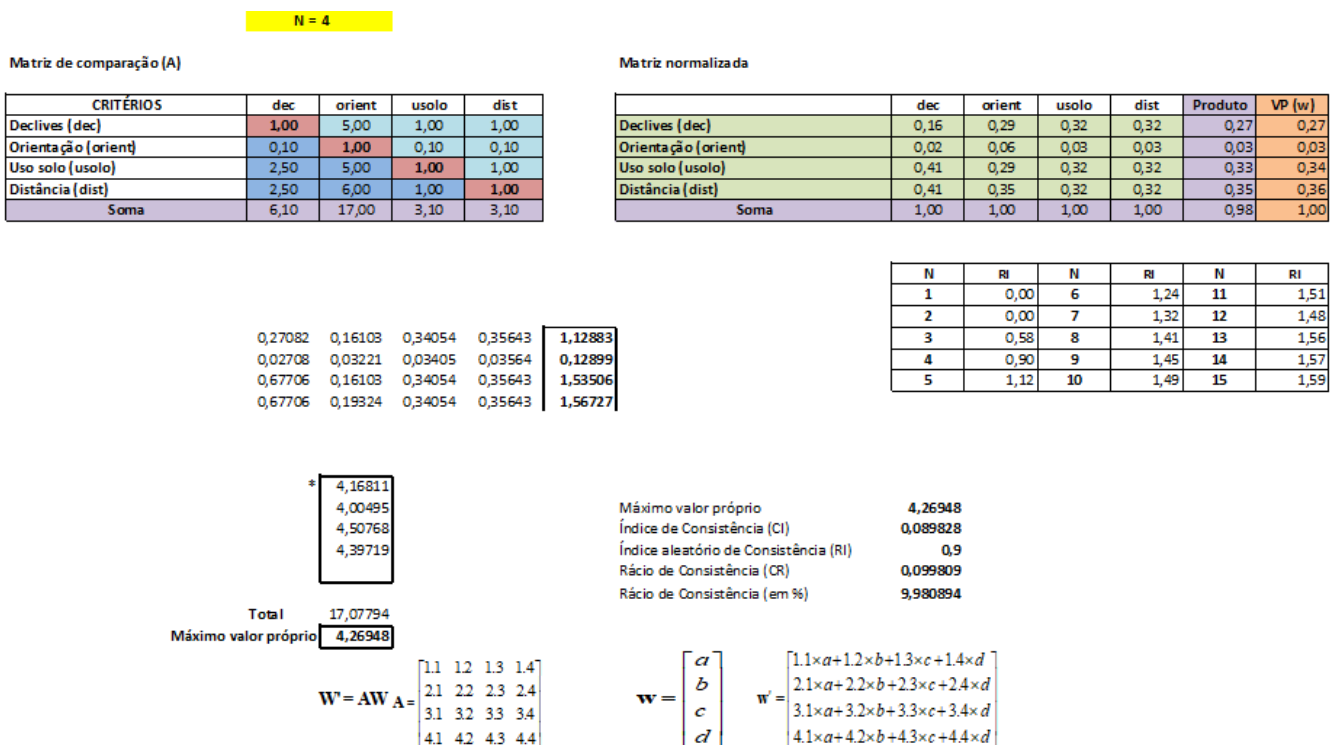 N = 4
Matriz de comparação (A)
CRITÉRIOS dec orient usolo dist
Declives (dec) 1,00 5,00 1,00 1,00
Orientação (orient) 0,10 1,00 0,10 0,10
Uso solo (usolo) 2,50 5,00 1,00 1,00
Distância (dist) 2,50 6,00 1,00 1,00
Soma 6,10 17,00 3,10 3,10
Matriz normalizada
dec orient usolo dist Produto VP (w)
Declives (dec) 0,16 0,29 0,32 0,32 0,27 0,27
Orientação (orient) 0,02 0,06 0,03 0,03 0,03 0,03
Uso solo (usolo) 0,41 0,29 0,32 0,32 0,33 0,34
Distância (dist) 0,41 0,35 0,32 0,32 0,35 0,36
Soma 1,00 1,00 1,00 1,00 0,98 1,00
N RI N RI N RI
1 0,00 6 1,24 11 1,51
2 0,00 7 1,32 12 1,48
3 0,58 8 1,41 13 1,56
4 0,90 9 1,45 14 1,57
5 1,12 10 1,49 15 1,59
0,27082 0,16103 0,34054 0,35643 1,12883
0,02708 0,03221 0,03405 0,03564 0,12899
0,67706 0,16103 0,34054 0,35643 1,53506
0,67706 0,19324 0,34054 0,35643 1,56727
* 4,16811
4,00495
4,50768
4,39719
Total 17,07794
Máximo valor próprio 4,26948
Máximo valor próprio 4,26948
Índice de Consistência (CI) 0,089828
Índice aleatório de Consistência (RI) 0,9
Rácio de Consistência (CR) 0,099809
Rácio de Consistência (em %) 9,980894
W' = AW A =
1.1 1.2 1.3 1.4
2.1 2.2 2.3 2.4
3.1 3.2 3.3 3.4
4.1 4.2 4.3 4.4
w =
a
b
c
d
w' =
1.1×a+1.2×b+1.3×c+1.4×d
2.1×a+2.2×b+2.3×c+2.4×d
3.1×a+3.2×b+3.3×c+3.4×d
4.1×a+4.2×b+4.3×c+4.4×d